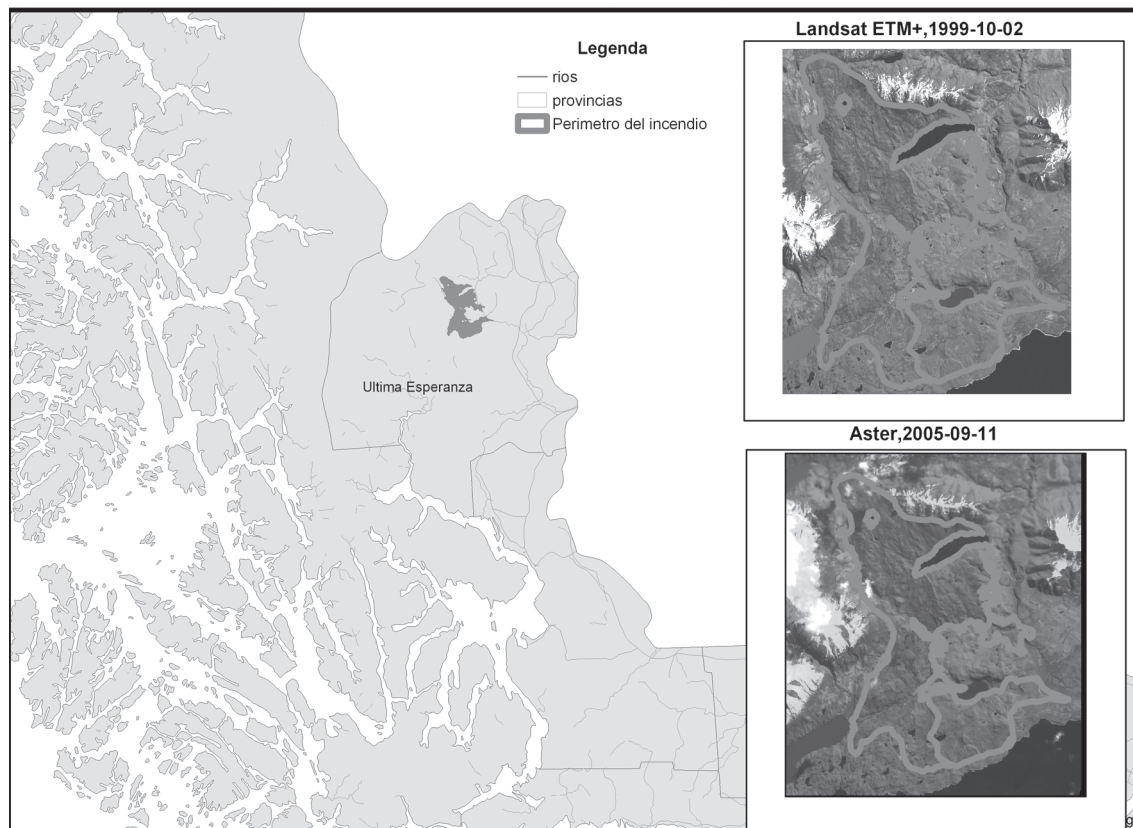 Legenda
rios
provincias
Perimetro del incendio
Ultima Esperanza
Landsat ETM+,1999-10-02
Aster,2005-09-11
g